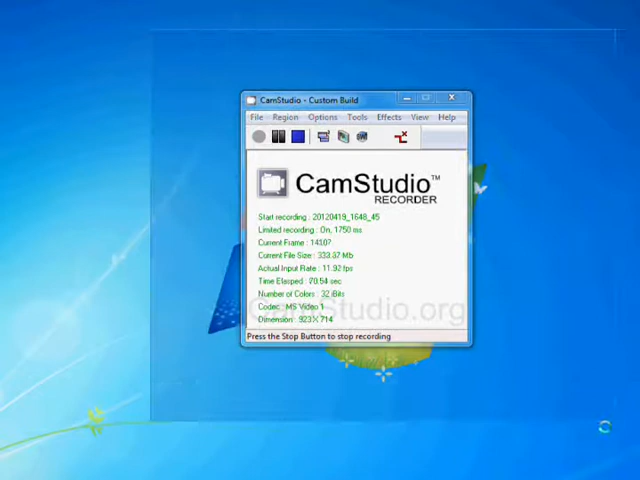 CamStudio - Custom Build
File Region Options Tools Effects View Help
CamStudio™
RECORDER
Start recording : 20120419_1648_45
Limited recording : On, 1750 ms
Current Frame : 14107
Current File Size : 333.37 Mb
Actual Input Rate : 11.92 fps
Time Elapsed : 70.54 sec
Number of Colors : 32 Bits
Codec : MS Video 1
CamStudio.org
Dimension : 923 X 714
Press the Stop Button to stop recording